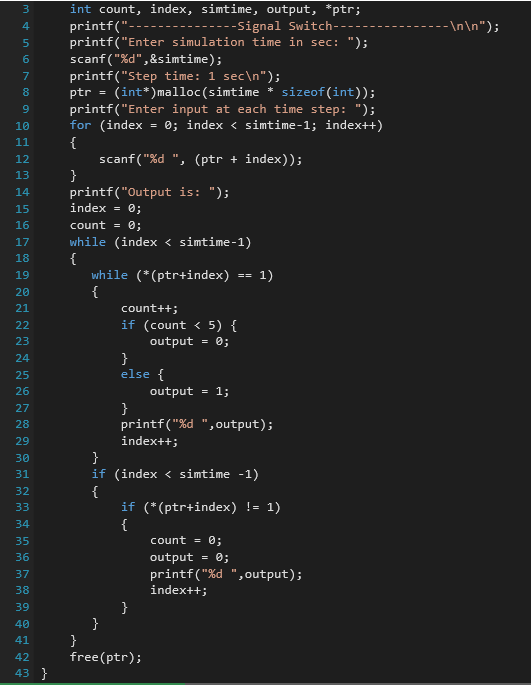 3 int count, index, simtime, output, *ptr;
4 printf("---------------Signal Switch----------------\n\n");
5 printf("Enter simulation time in sec: ");
6 scanf("%d",&simtime);
7 printf("Step time: 1 sec\n");
8 ptr = (int*)malloc(simtime * sizeof(int));
9 printf("Enter input at each time step: ");
10 for (index = 0; index < simtime-1; index++)
11 {
12 scanf("%d ", (ptr + index));
13 }
14 printf("Output is: ");
15 index = 0;
16 count = 0;
17 while (index < simtime-1)
18 {
19 while (*(ptr+index) == 1)
20 {
21 count++;
22 if (count < 5) {
23 output = 0;
24 }
25 else {
26 output = 1;
27 }
28 printf("%d ",output);
29 index++;
30 }
31 if (index < simtime -1)
32 {
33 if (*(ptr+index) != 1)
34 {
35 count = 0;
36 output = 0;
37 printf("%d ",output);
38 index++;
39 }
40 }
41 }
42 free(ptr);
43 }